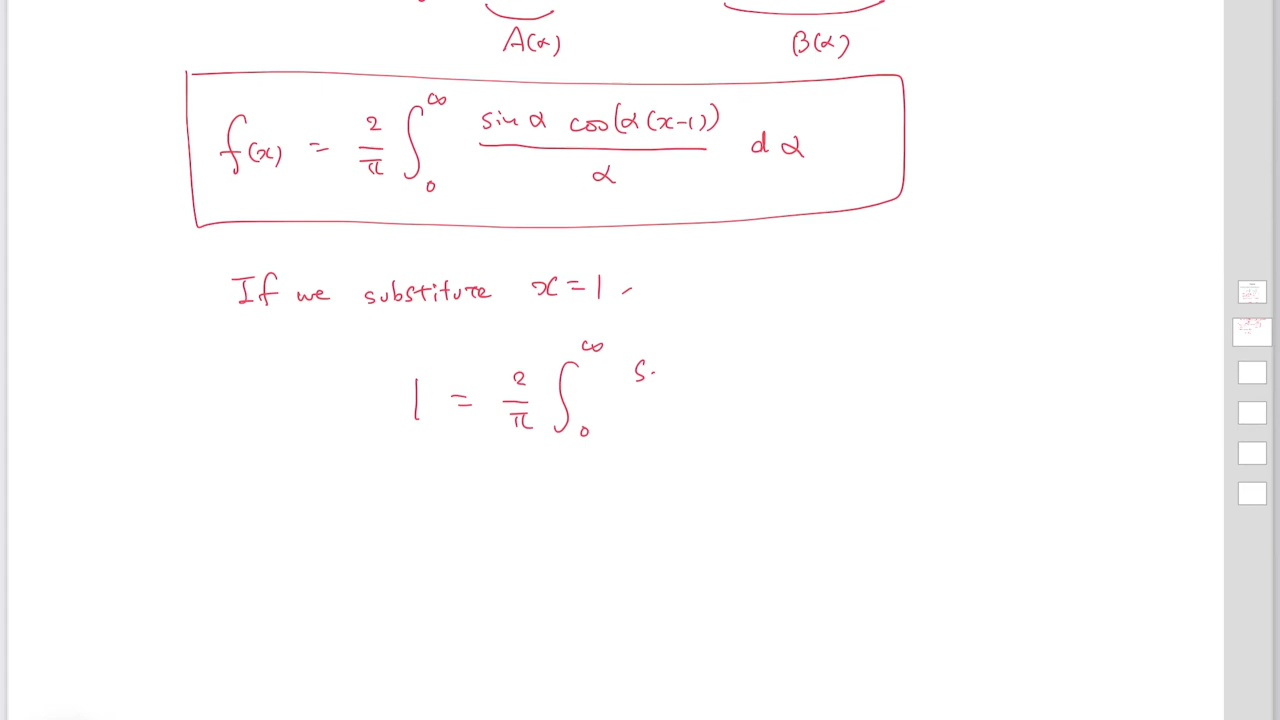 A(α) B(α)
f(x) = 2/π ∫₀^∞ sin α cos(α(x-1)) / α dα
If we substitute x = 1 ,
1 = 2/π ∫₀^∞ s.